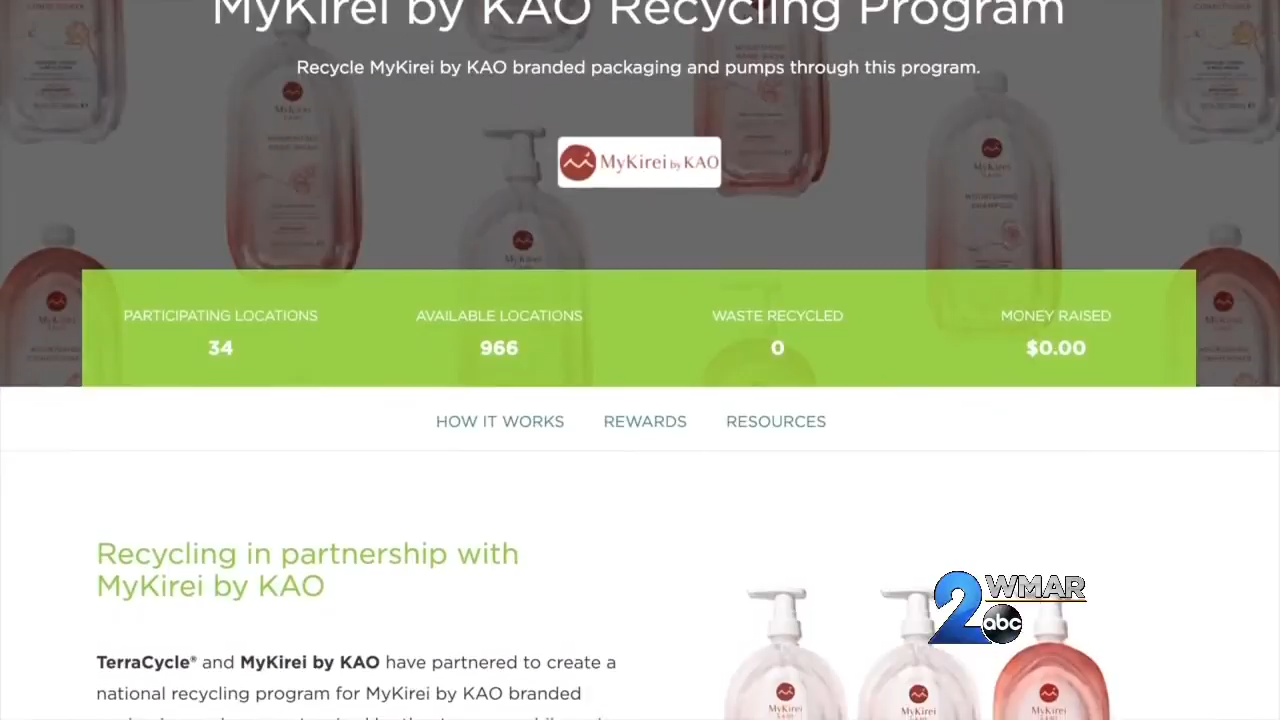 MyKirei by KAO Recycling Program
Recycle MyKirei by KAO branded packaging and pumps through this program.
MyKirei by KAO
PARTICIPATING LOCATIONS
34
AVAILABLE LOCATIONS
966
WASTE RECYCLED
0
MONEY RAISED
$0.00
HOW IT WORKS
REWARDS
RESOURCES
Recycling in partnership with
MyKirei by KAO
TerraCycle® and MyKirei by KAO have partnered to create a
national recycling program for MyKirei by KAO branded
2 WMAR
abc
MyKirei
MyKirei
MyKirei